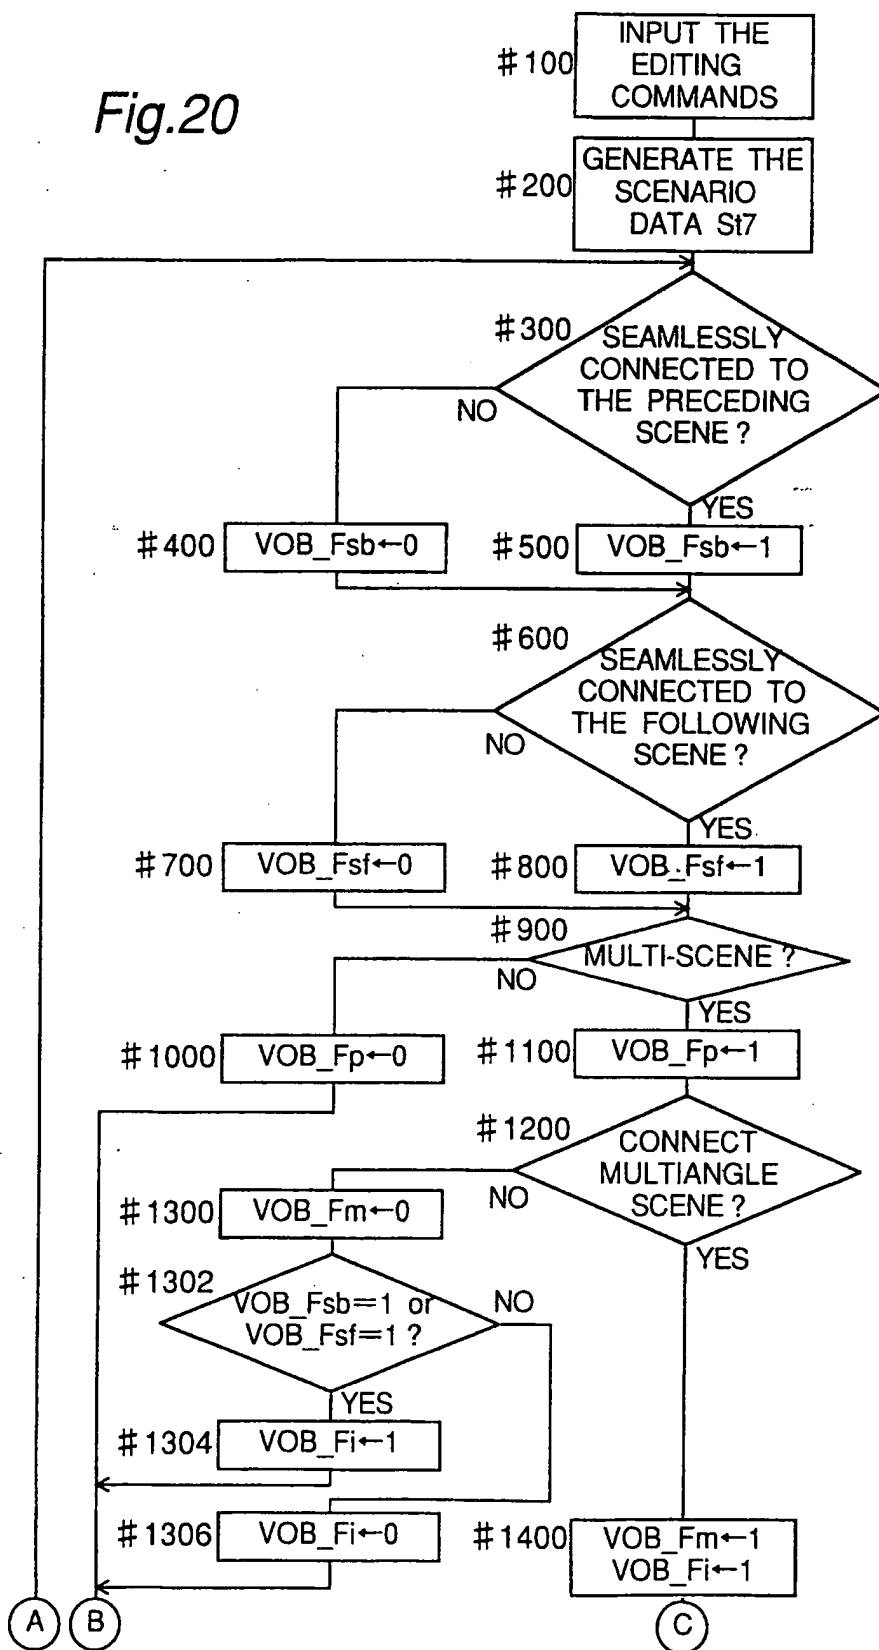 Fig.20
#100
INPUT THE
EDITING
COMMANDS
#200
GENERATE THE
SCENARIO
DATA St7
#300
SEAMLESSLY
CONNECTED TO
THE PRECEDING
SCENE?
NO
YES
#400
VOB_Fsb←0
#500
VOB_Fsb←1
#600
SEAMLESSLY
CONNECTED TO
THE FOLLOWING
SCENE?
NO
YES
#700
VOB_Fsf←0
#800
VOB_Fsf←1
#900
MULTI-SCENE?
NO
YES
#1000
VOB_Fp←0
#1100
VOB_Fp←1
#1200
CONNECT
MULTIANGLE
SCENE?
NO
YES
#1300
VOB_Fm←0
#1302
VOB_Fsb=1 or
VOB_Fsf=1?
NO
YES
#1304
VOB_Fi←1
#1306
VOB_Fi←0
#1400
VOB_Fm←1
VOB_Fi←1
A
B
C